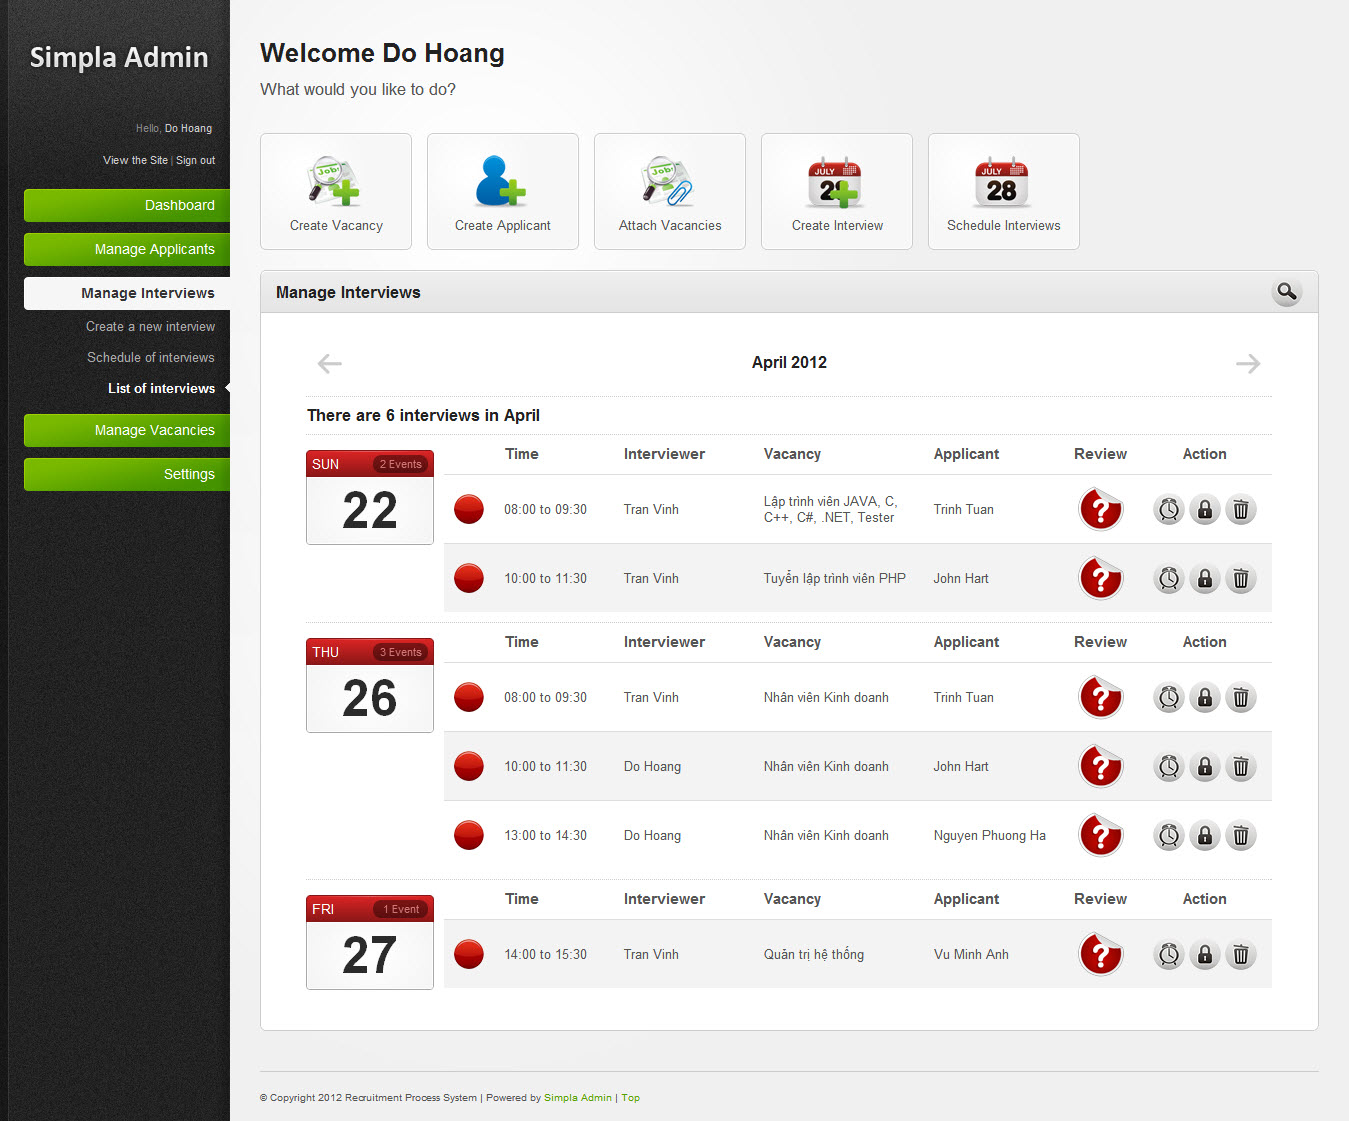 Simpla Admin
Hello, Do Hoang
View the Site | Sign out
Dashboard
Manage Applicants
Manage Interviews
Create a new interview
Schedule of interviews
List of interviews
Manage Vacancies
Settings
Welcome Do Hoang
What would you like to do?
Job!
Create Vacancy
Create Applicant
Job!
Attach Vacancies
JULY
28
Create Interview
JULY
28
Schedule Interviews
Manage Interviews
April 2012
There are 6 interviews in April
SUN 2 Events
22
Time Interviewer Vacancy Applicant Review Action
08:00 to 09:30 Tran Vinh Lập trình viên JAVA, C, C++, C#, .NET, Tester Trinh Tuan ?
10:00 to 11:30 Tran Vinh Tuyển lập trình viên PHP John Hart ?
THU 3 Events
26
Time Interviewer Vacancy Applicant Review Action
08:00 to 09:30 Tran Vinh Nhân viên Kinh doanh Trinh Tuan ?
10:00 to 11:30 Do Hoang Nhân viên Kinh doanh John Hart ?
13:00 to 14:30 Do Hoang Nhân viên Kinh doanh Nguyen Phuong Ha ?
FRI 1 Event
27
Time Interviewer Vacancy Applicant Review Action
14:00 to 15:30 Tran Vinh Quản trị hệ thống Vu Minh Anh ?
© Copyright 2012 Recruitment Process System | Powered by Simpla Admin | Top